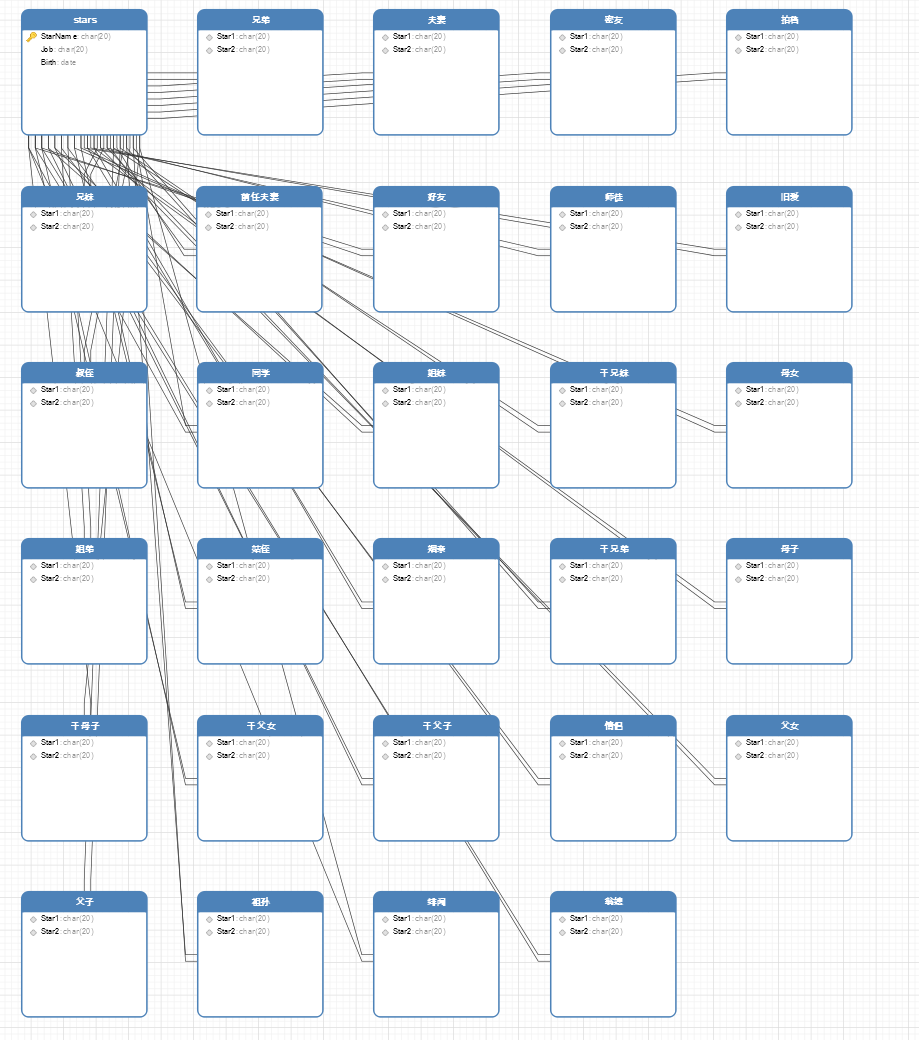 stars
StarName: char(20)
Job: char(20)
Birth: date
兄弟
Star1: char(20)
Star2: char(20)
夫妻
Star1: char(20)
Star2: char(20)
密友
Star1: char(20)
Star2: char(20)
拍档
Star1: char(20)
Star2: char(20)
兄妹
Star1: char(20)
Star2: char(20)
前任夫妻
Star1: char(20)
Star2: char(20)
好友
Star1: char(20)
Star2: char(20)
师徒
Star1: char(20)
Star2: char(20)
旧爱
Star1: char(20)
Star2: char(20)
叔侄
Star1: char(20)
Star2: char(20)
同学
Star1: char(20)
Star2: char(20)
姐妹
Star1: char(20)
Star2: char(20)
干兄妹
Star1: char(20)
Star2: char(20)
母女
Star1: char(20)
Star2: char(20)
姐弟
Star1: char(20)
Star2: char(20)
姑侄
Star1: char(20)
Star2: char(20)
姻亲
Star1: char(20)
Star2: char(20)
干兄弟
Star1: char(20)
Star2: char(20)
母子
Star1: char(20)
Star2: char(20)
干母子
Star1: char(20)
Star2: char(20)
干父女
Star1: char(20)
Star2: char(20)
干父子
Star1: char(20)
Star2: char(20)
情侣
Star1: char(20)
Star2: char(20)
父女
Star1: char(20)
Star2: char(20)
父子
Star1: char(20)
Star2: char(20)
祖孙
Star1: char(20)
Star2: char(20)
绯闻
Star1: char(20)
Star2: char(20)
翁媳
Star1: char(20)
Star2: char(20)